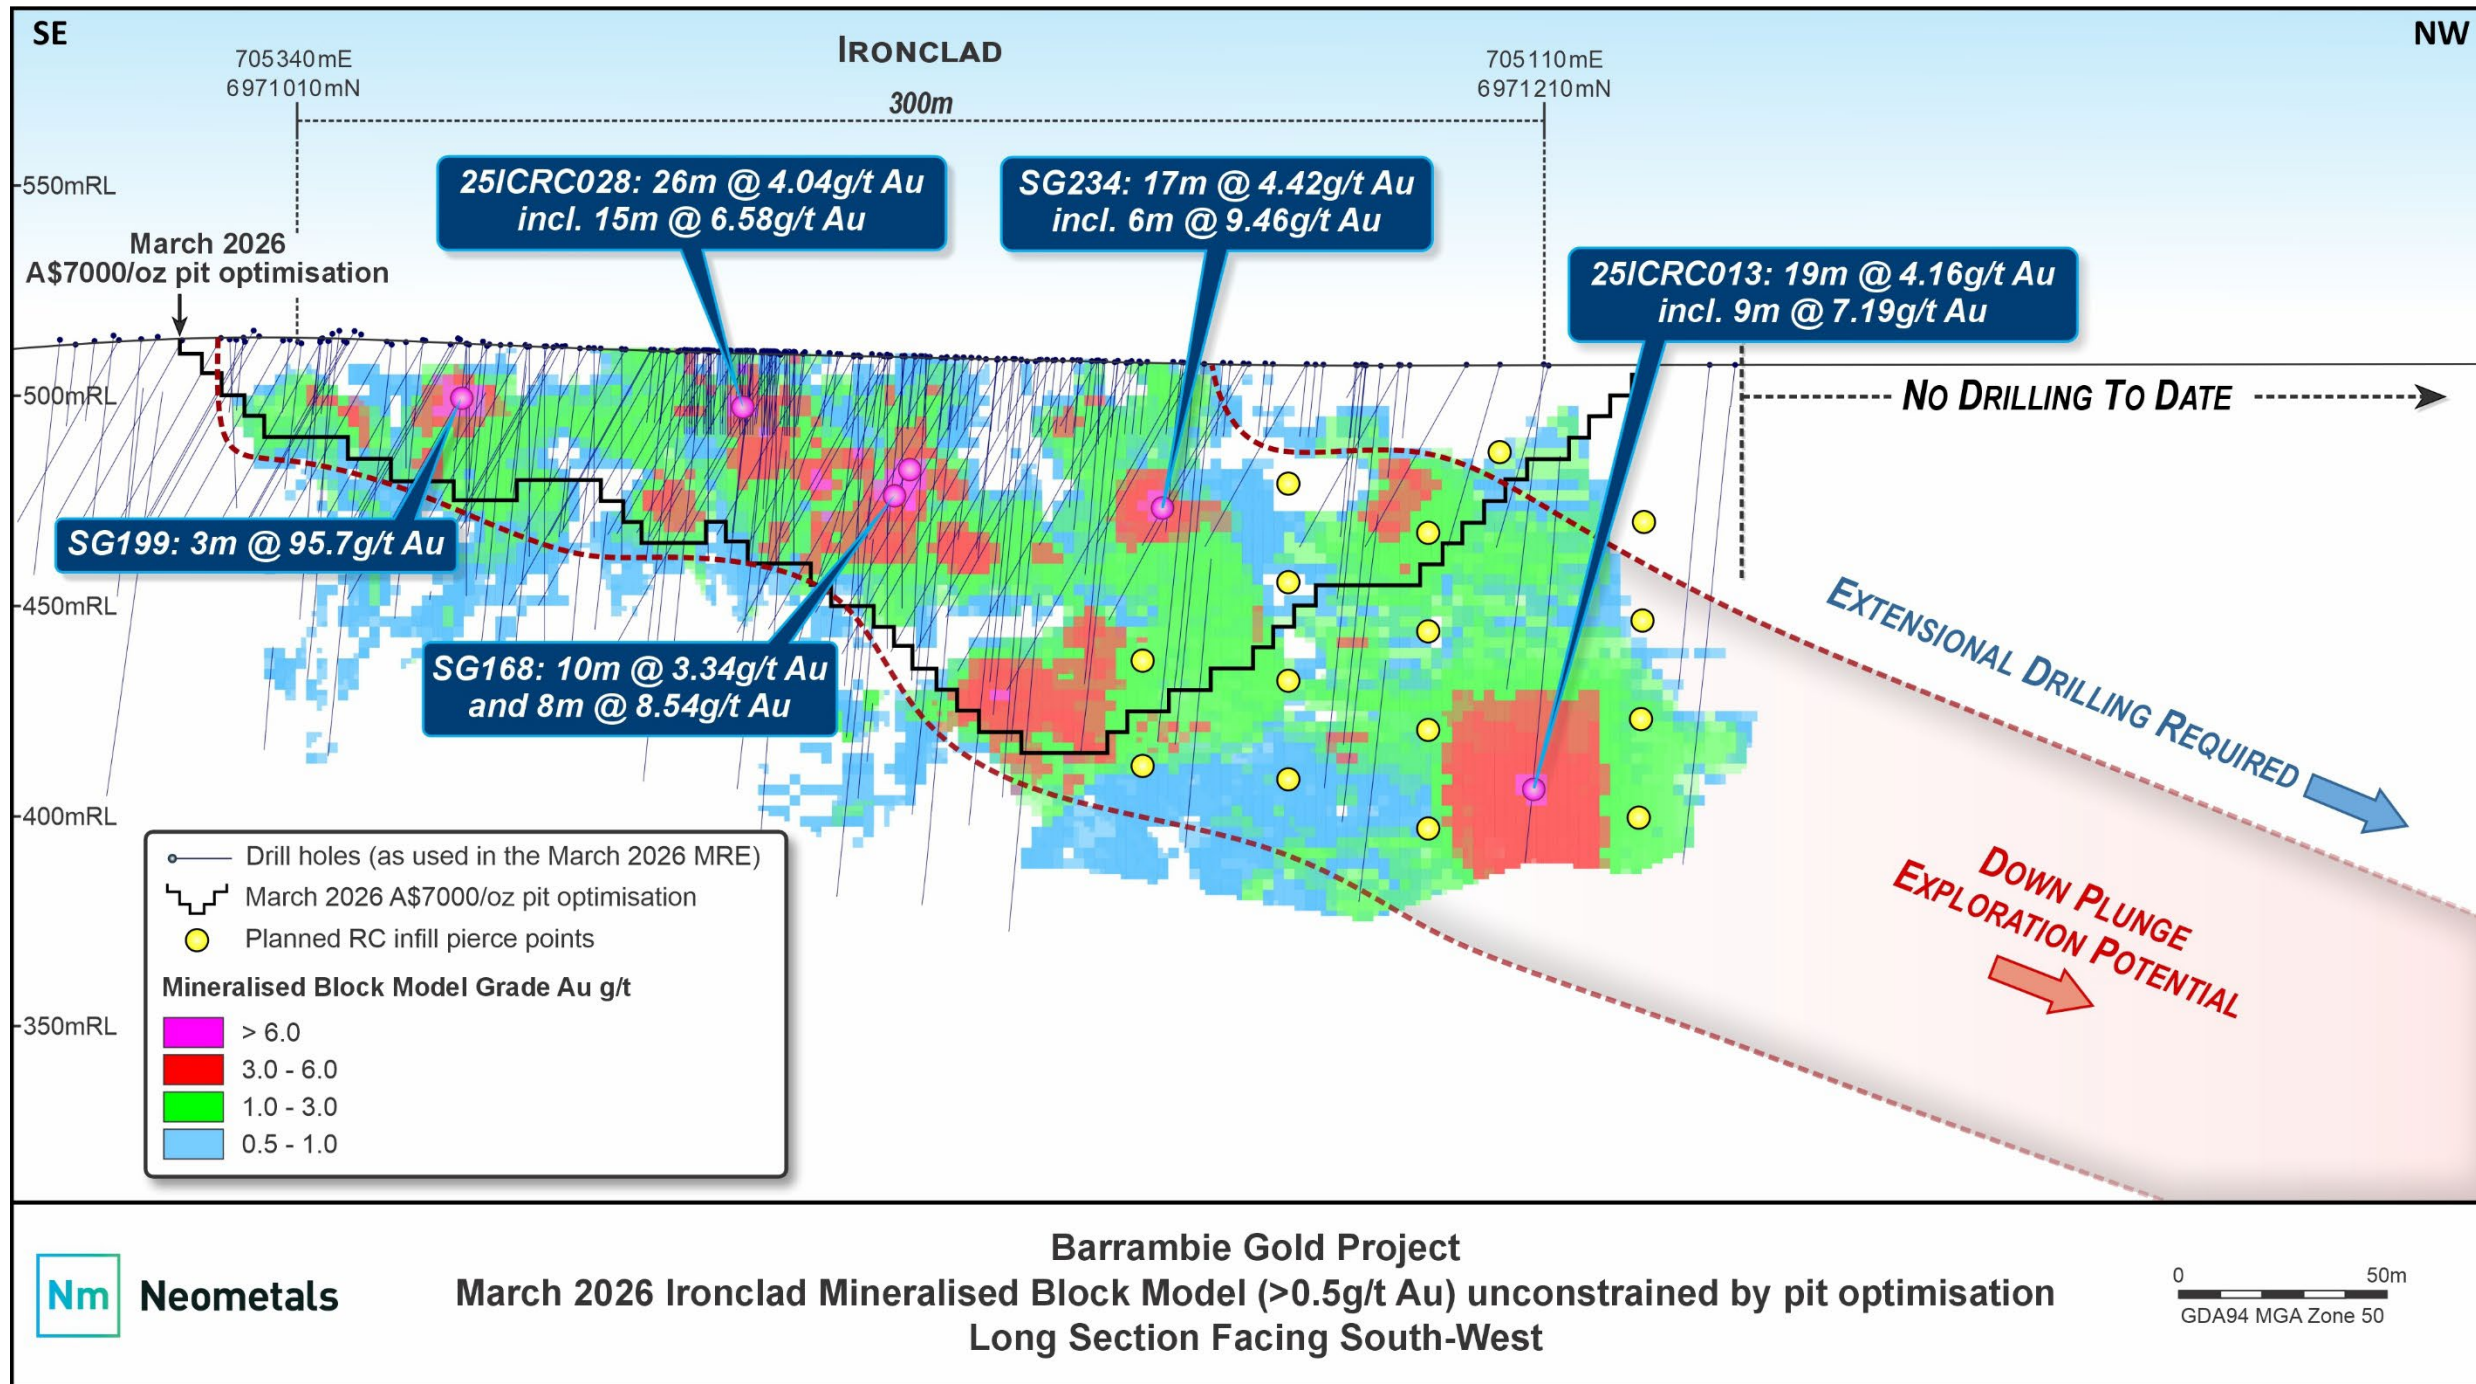 SE
NW
705340mE
6971010mN
IRONCLAD
300m
705110mE
6971210mN
550mRL
500mRL
450mRL
400mRL
350mRL
March 2026
A$7000/oz pit optimisation
25ICRC028: 26m @ 4.04g/t Au
incl. 15m @ 6.58g/t Au
SG234: 17m @ 4.42g/t Au
incl. 6m @ 9.46g/t Au
25ICRC013: 19m @ 4.16g/t Au
incl. 9m @ 7.19g/t Au
NO DRILLING TO DATE
SG199: 3m @ 95.7g/t Au
SG168: 10m @ 3.34g/t Au
and 8m @ 8.54g/t Au
EXTENSIONAL DRILLING REQUIRED
DOWN PLUNGE
EXPLORATION POTENTIAL
Drill holes (as used in the March 2026 MRE)
March 2026 A$7000/oz pit optimisation
Planned RC infill pierce points
Mineralised Block Model Grade Au g/t
> 6.0
3.0 - 6.0
1.0 - 3.0
0.5 - 1.0
Nm Neometals
Barrambie Gold Project
March 2026 Ironclad Mineralised Block Model (>0.5g/t Au) unconstrained by pit optimisation
Long Section Facing South-West
0 50m
GDA94 MGA Zone 50